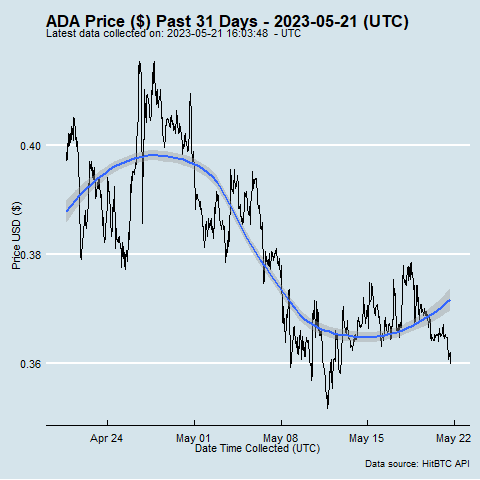 ADA Price ($) Past 31 Days - 2023-05-21 (UTC)
Latest data collected on: 2023-05-21 16:03:48 - UTC
0.40
0.38
0.36
Price USD ($)
Apr 24
May 01
May 08
May 15
May 22
Date Time Collected (UTC)
Data source: HitBTC API